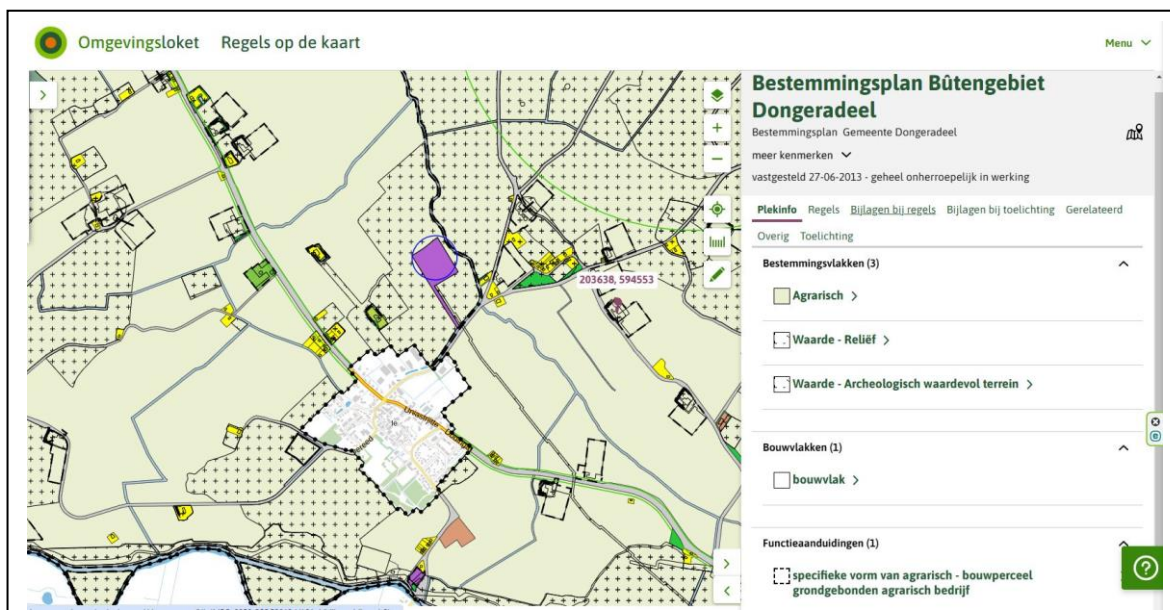 Omgevingsloket Regels op de kaart
Menu
203638, 594553
Uniastrjitte
Ie
Bestemmingsplan Bûtengebiet
Dongeradeel
Bestemmingsplan Gemeente Dongeradeel
meer kenmerken
vastgesteld 27-06-2013 - geheel onherroepelijk in werking
Plekinfo Regels Bijlagen bij regels Bijlagen bij toelichting Gerelateerd
Overig Toelichting
Bestemmingsvlakken (3)
Agrarisch
Waarde - Reliëf
Waarde - Archeologisch waardevol terrein
Bouwvlakken (1)
bouwvlak
Functieaanduidingen (1)
specifieke vorm van agrarisch - bouwperceel
grondgebonden agrarisch bedrijf